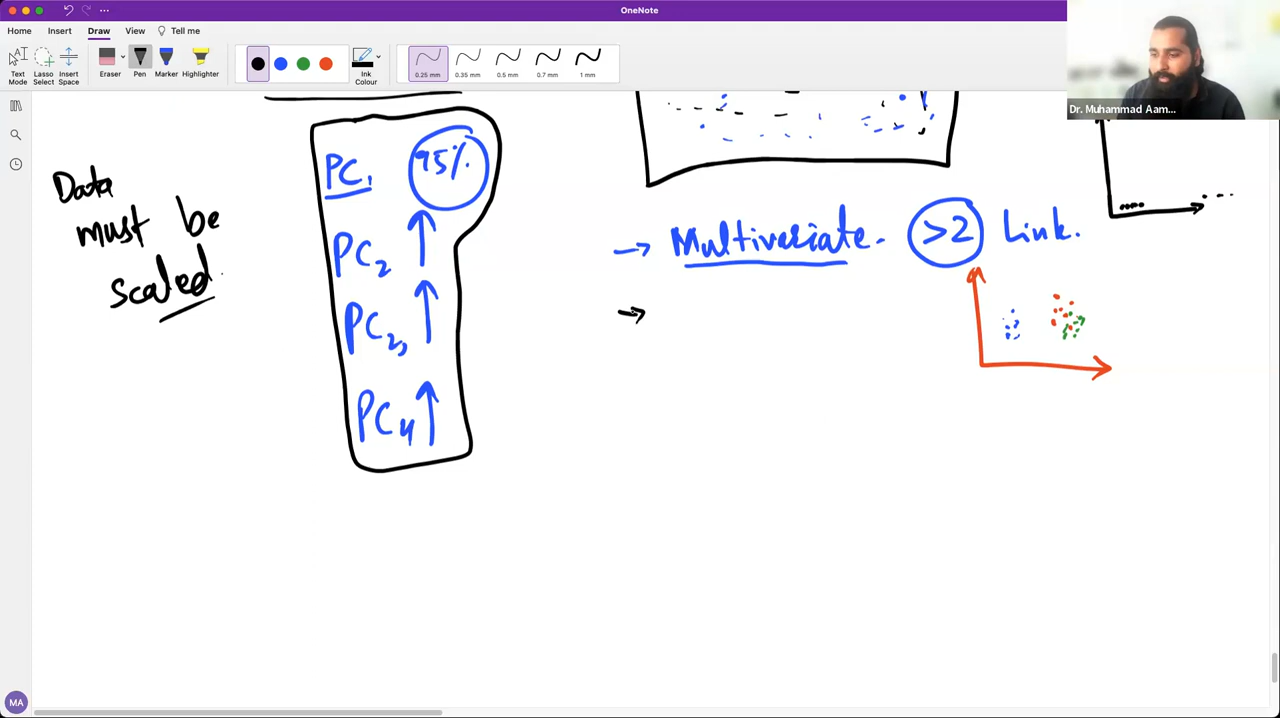 OneNote
Home Insert Draw View Tell me
Text Mode
Lasso Select
Insert Space
Eraser
Pen
Marker
Highlighter
Ink Colour
0.25 mm
0.35 mm
0.5 mm
0.7 mm
1 mm
Dr. Muhammad Aam...
Data
must be
scaled.
PC1 95%
PC2
PC2,
PC4
→ Multivariate. >2 Link.
→
MA